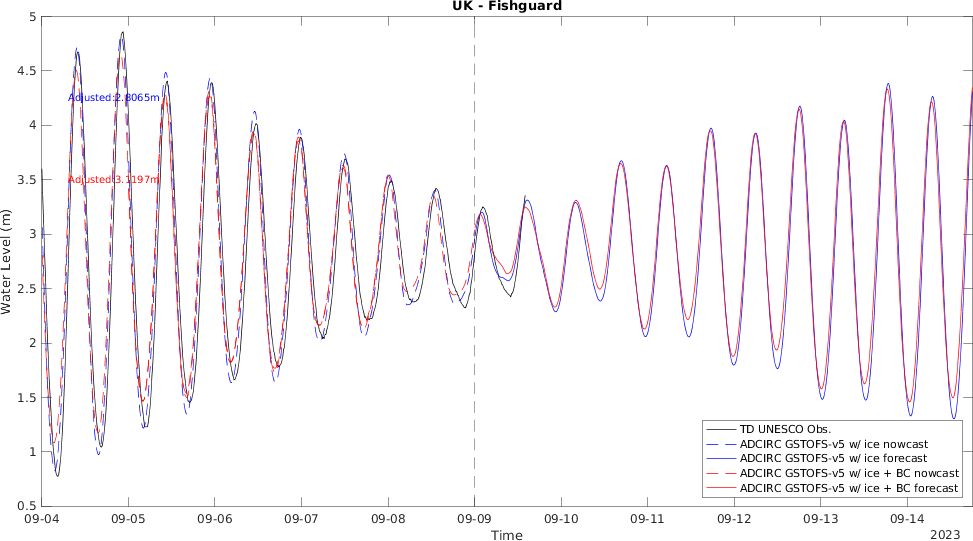 UK - Fishguard
5
4.5
4
3.5
3
2.5
2
1.5
1
0.5
Water Level (m)
Adjusted:2.8065m
Adjusted:3.1197m
TD UNESCO Obs.
ADCIRC GSTOFS-v5 w/ ice nowcast
ADCIRC GSTOFS-v5 w/ ice forecast
ADCIRC GSTOFS-v5 w/ ice + BC nowcast
ADCIRC GSTOFS-v5 w/ ice + BC forecast
09-04 09-05 09-06 09-07 09-08 09-09 09-10 09-11 09-12 09-13 09-14
Time
2023